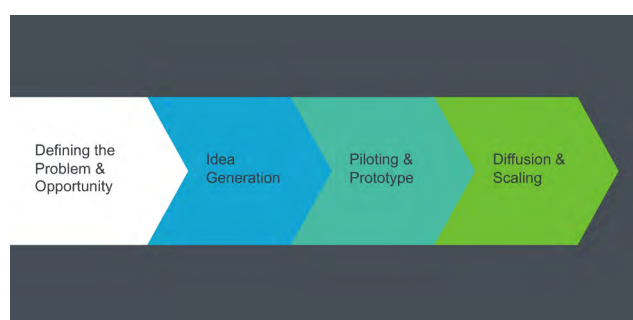 Defining the
Problem &
Opportunity
Idea
Generation
Piloting &
Prototype
Diffusion &
Scaling